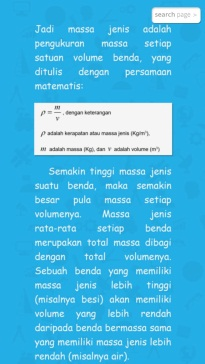 search page
Jadi massa jenis adalah
pengukuran massa setiap
satuan volume benda, yang
ditulis dengan persamaan
matematis:
ρ = m/v , dengan keterangan
ρ adalah kerapatan atau massa jenis (Kg/m³),
m adalah massa (Kg), dan v adalah volume (m³)
Semakin tinggi massa jenis
suatu benda, maka semakin
besar pula massa setiap
volumenya. Massa jenis
rata-rata setiap benda
merupakan total massa dibagi
dengan total volumenya.
Sebuah benda yang memiliki
massa jenis lebih tinggi
(misalnya besi) akan memiliki
volume yang lebih rendah
daripada benda bermassa sama
yang memiliki massa jenis lebih
rendah (misalnya air).